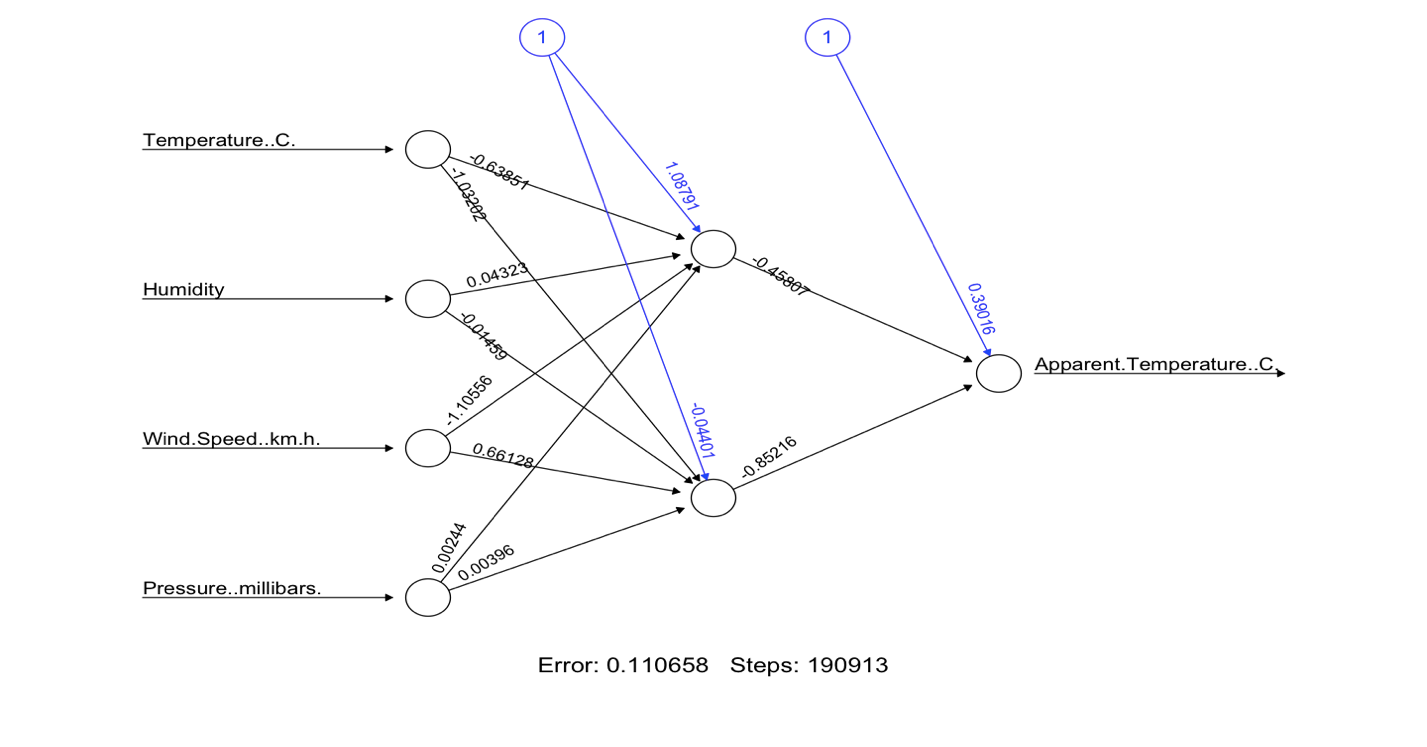 1
1
Temperature..C.
-0.63851
-1.03202
1.08791
Humidity
0.04323
-0.01459
-0.45807
0.39016
Apparent.Temperature..C.
Wind.Speed..km.h.
-1.10556
0.66128
-0.04401
-0.85216
Pressure..millibars.
0.00244
0.00396
Error: 0.110658 Steps: 190913